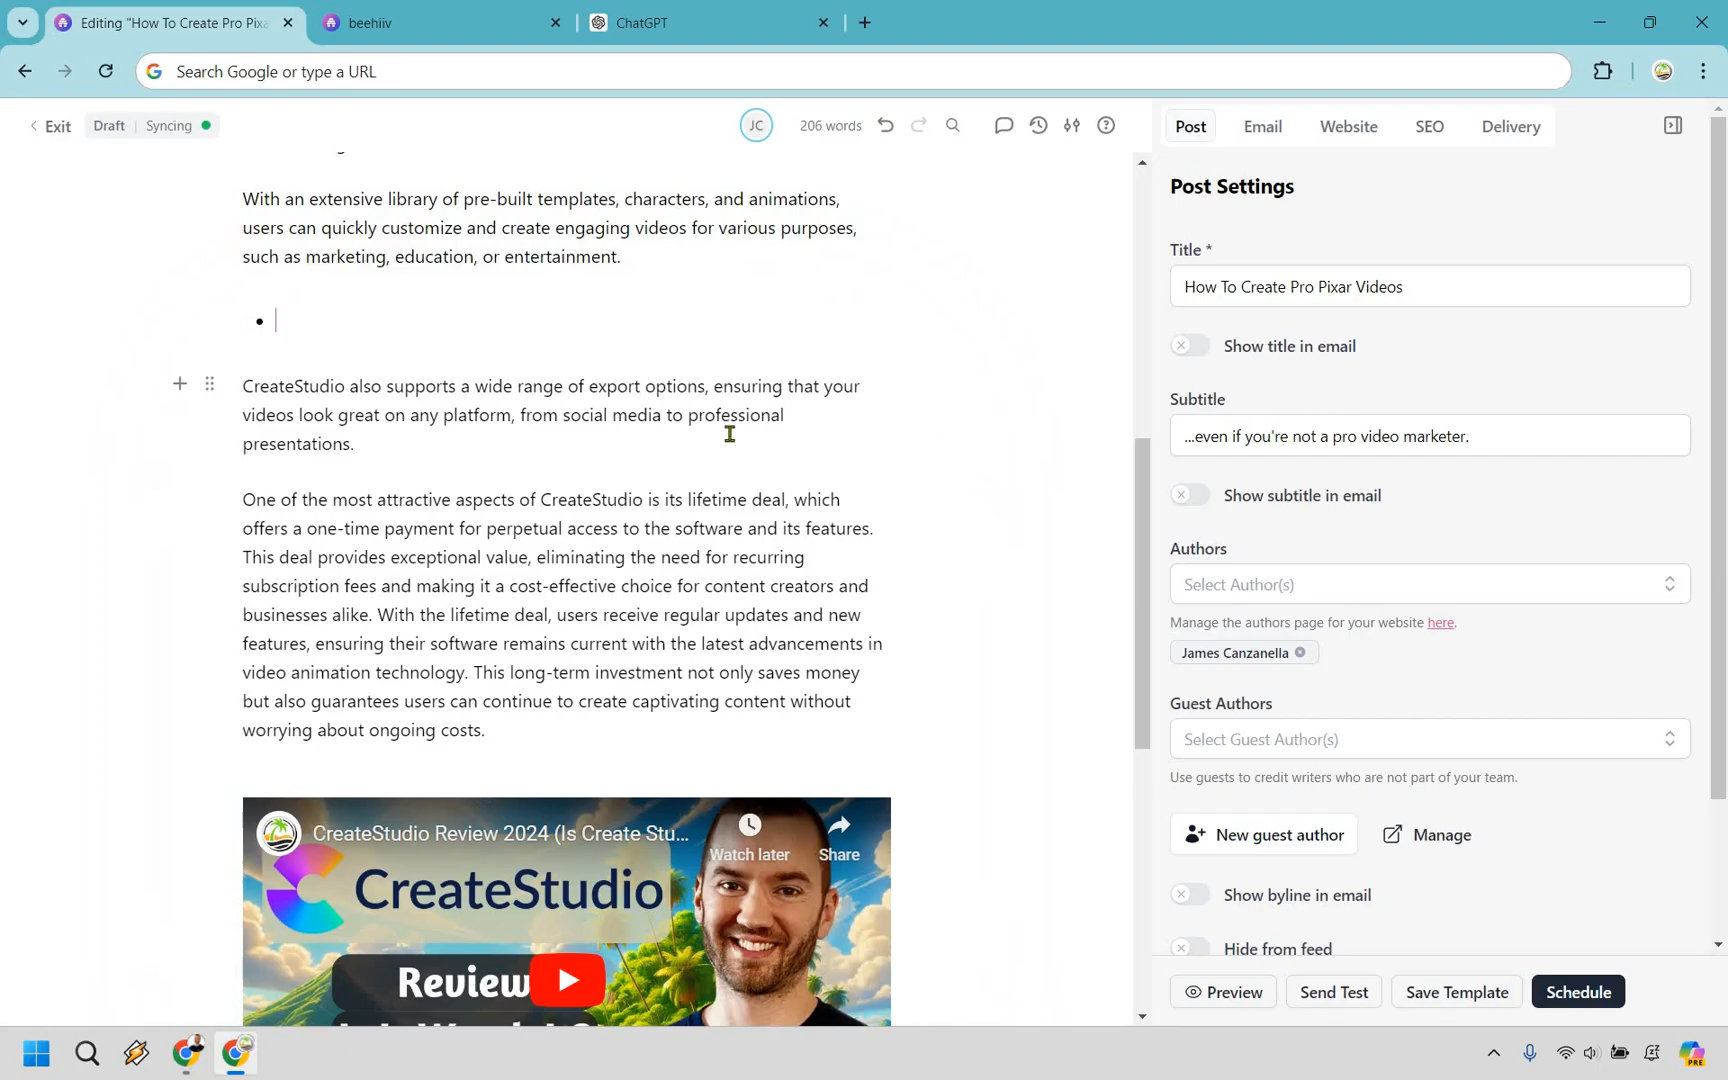 Editing "How To Create Pro Pixa
beehiiv
ChatGPT
Search Google or type a URL
Exit
Draft
Syncing
JC
206 words
Post
Email
Website
SEO
Delivery
With an extensive library of pre-built templates, characters, and animations,
users can quickly customize and create engaging videos for various purposes,
such as marketing, education, or entertainment.
CreateStudio also supports a wide range of export options, ensuring that your
videos look great on any platform, from social media to professional
presentations.
One of the most attractive aspects of CreateStudio is its lifetime deal, which
offers a one-time payment for perpetual access to the software and its features.
This deal provides exceptional value, eliminating the need for recurring
subscription fees and making it a cost-effective choice for content creators and
businesses alike. With the lifetime deal, users receive regular updates and new
features, ensuring their software remains current with the latest advancements in
video animation technology. This long-term investment not only saves money
but also guarantees users can continue to create captivating content without
worrying about ongoing costs.
CreateStudio Review 2024 (Is Create Stu...
Watch later
Share
CreateStudio
Review
Post Settings
Title *
How To Create Pro Pixar Videos
Show title in email
Subtitle
...even if you're not a pro video marketer.
Show subtitle in email
Authors
Select Author(s)
Manage the authors page for your website here.
James Canzanella
Guest Authors
Select Guest Author(s)
Use guests to credit writers who are not part of your team.
New guest author
Manage
Show byline in email
Hide from feed
Preview
Send Test
Save Template
Schedule
PRE